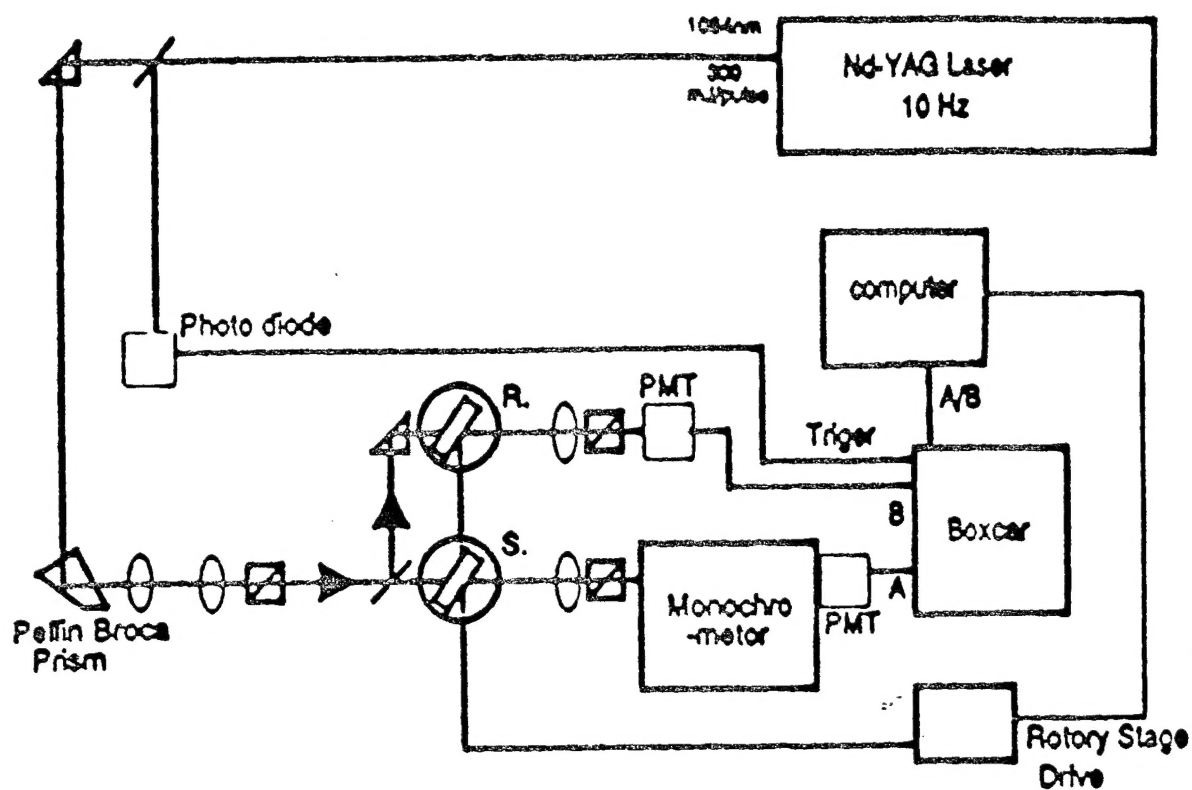 1064nm
300
mJ/pulse
Nd-YAG Laser
10 Hz
computer
Photo diode
A/B
R.
PMT
Triger
B
Boxcar
S.
A
Monochro
-metor
PMT
Pellin Broca
Prism
Rotory Stage
Drive